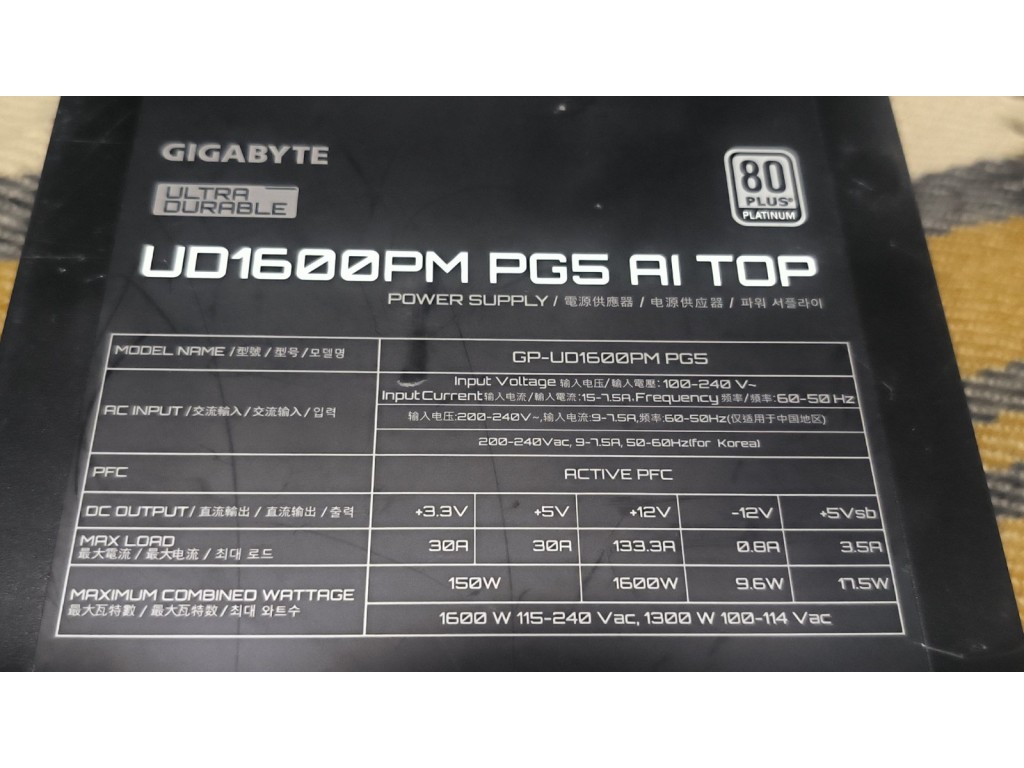 GIGABYTE
ULTRA
DURABLE
80
PLUS®
PLATINUM
UD1600PM PG5 AI TOP
POWER SUPPLY / 電源供應器 / 电源供应器 / 파워 서플라이
MODEL NAME / 型號 / 型号 / 모델명 GP-UD1600PM PG5
AC INPUT / 交流輸入 / 交流输入 / 입력
Input Voltage 输入电压 / 輸入電壓: 100-240 V~
Input Current 输入电流 / 輸入電流: 15-7.5A, Frequency 频率 / 頻率: 60-50 Hz
输入电压:200-240V~,输入电流:9-7.5A,频率:60-50Hz(仅适用于中国地区)
200-240Vac, 9-7.5A, 50-60Hz(for Korea)
PFC ACTIVE PFC
DC OUTPUT / 直流輸出 / 直流输出 / 출력 +3.3V +5V +12V -12V +5Vsb
MAX LOAD 30A 30A 133.3A 0.8A 3.5A
最大電流 / 最大电流 / 최대 로드
MAXIMUM COMBINED WATTAGE 150W 1600W 9.6W 17.5W
最大瓦特數 / 最大瓦特数 / 최대 와트수
1600 W 115-240 Vac, 1300 W 100-114 Vac